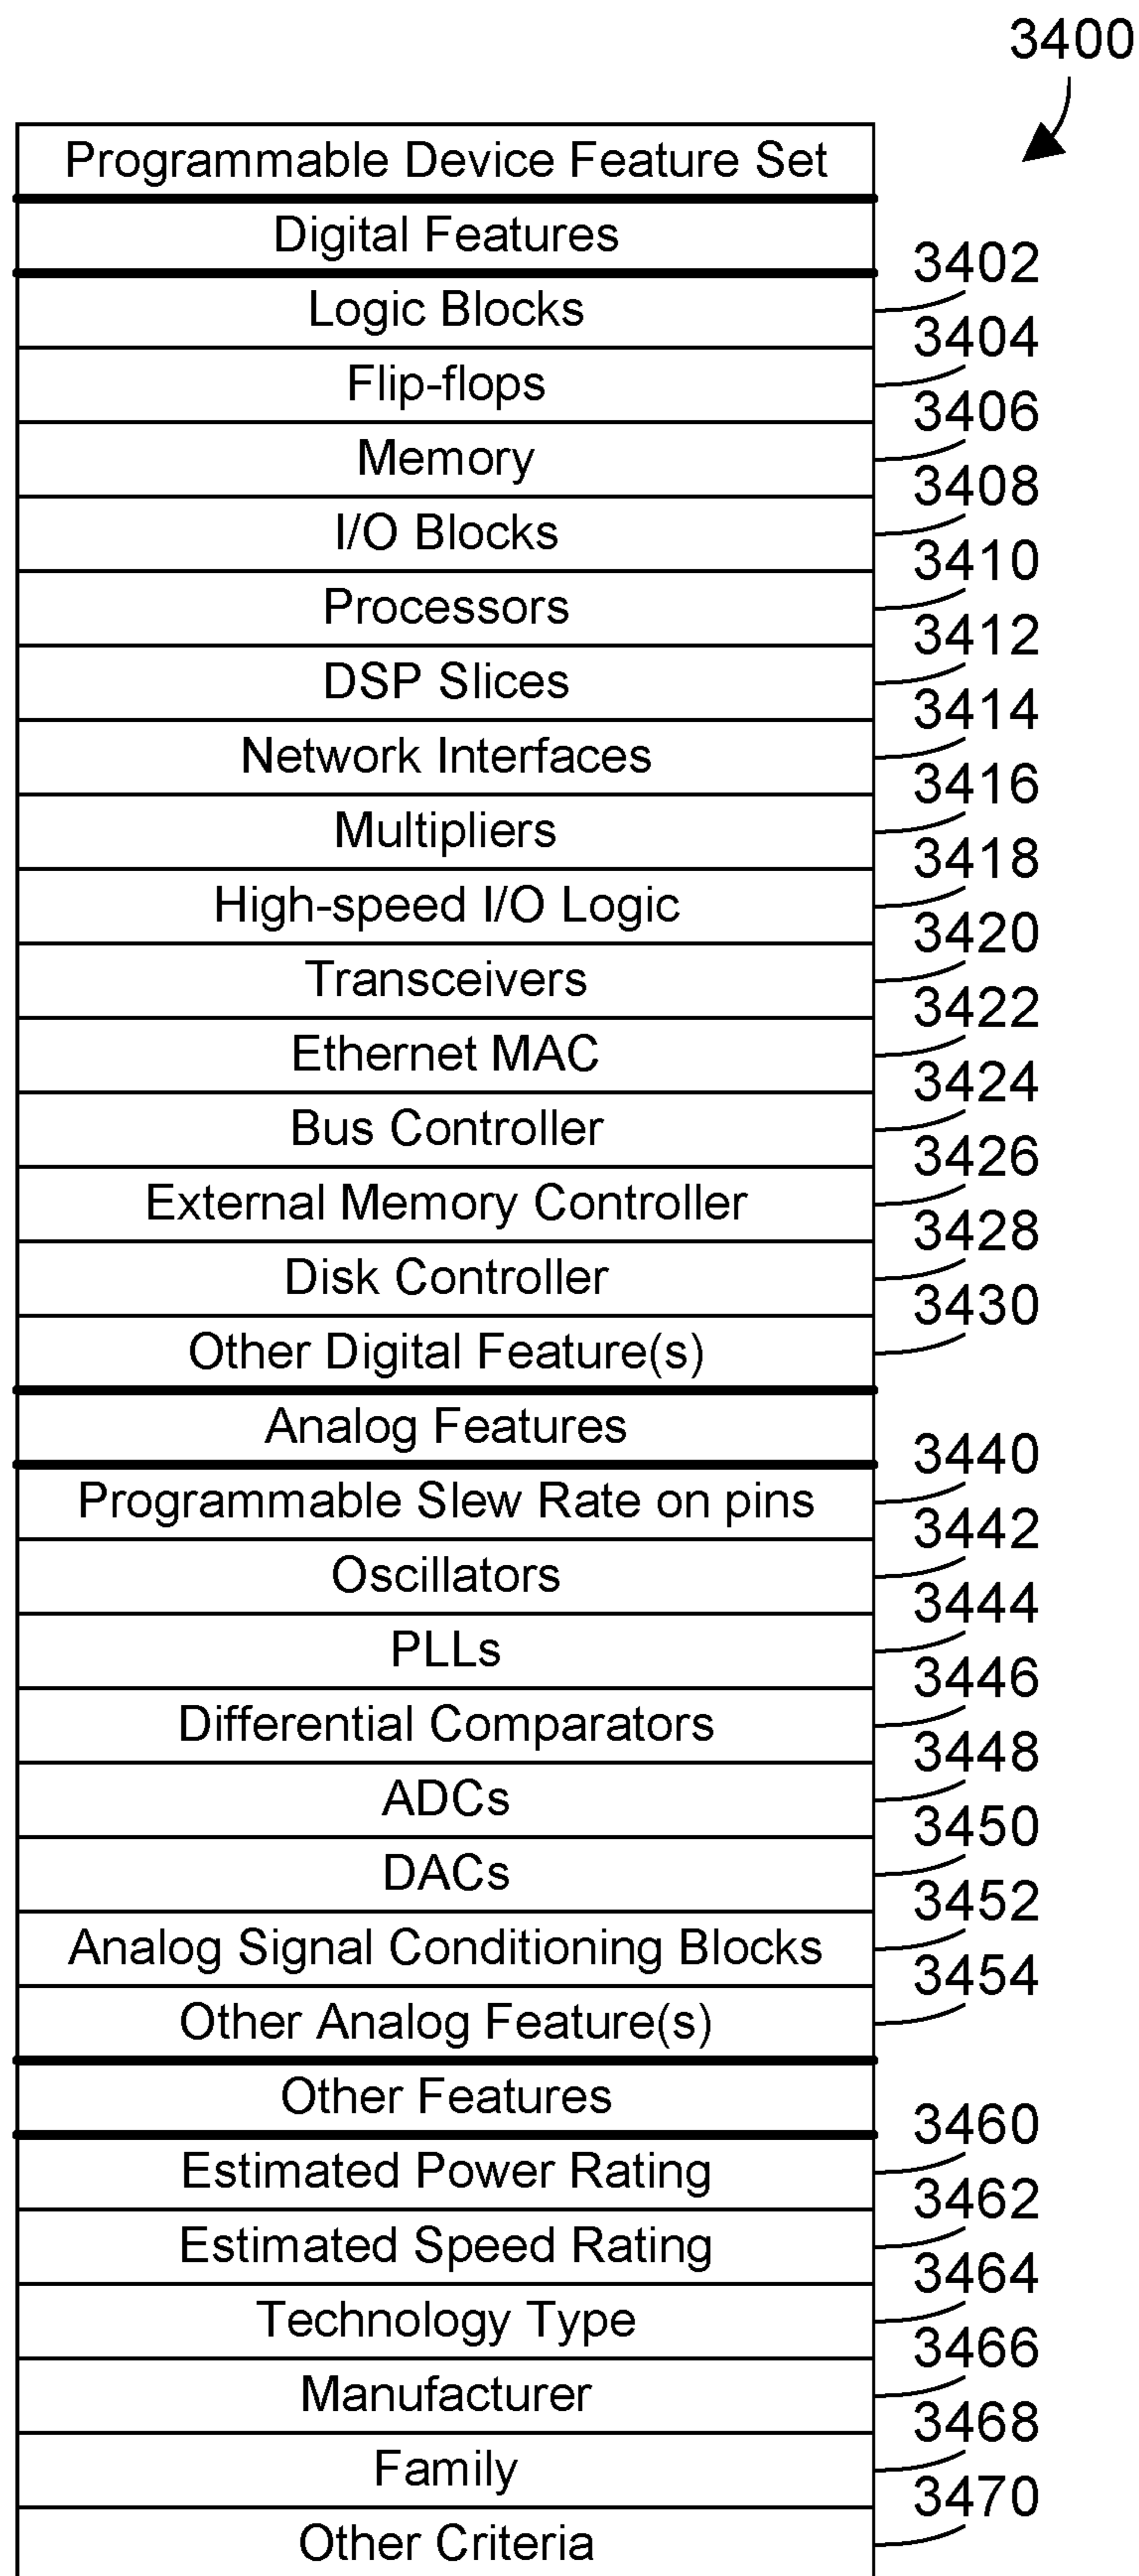 3400
Programmable Device Feature Set
Digital Features
Logic Blocks 3402
Flip-flops 3404
Memory 3406
I/O Blocks 3408
Processors 3410
DSP Slices 3412
Network Interfaces 3414
Multipliers 3416
High-speed I/O Logic 3418
Transceivers 3420
Ethernet MAC 3422
Bus Controller 3424
External Memory Controller 3426
Disk Controller 3428
Other Digital Feature(s) 3430
Analog Features
Programmable Slew Rate on pins 3440
Oscillators 3442
PLLs 3444
Differential Comparators 3446
ADCs 3448
DACs 3450
Analog Signal Conditioning Blocks 3452
Other Analog Feature(s) 3454
Other Features
Estimated Power Rating 3460
Estimated Speed Rating 3462
Technology Type 3464
Manufacturer 3466
Family 3468
Other Criteria 3470